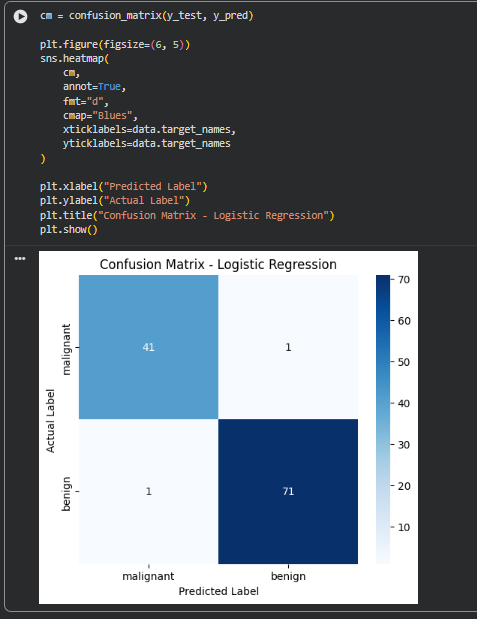 cm = confusion_matrix(y_test, y_pred)
plt.figure(figsize=(6, 5))
sns.heatmap(
    cm,
    annot=True,
    fmt="d",
    cmap="Blues",
    xticklabels=data.target_names,
    yticklabels=data.target_names
)
plt.xlabel("Predicted Label")
plt.ylabel("Actual Label")
plt.title("Confusion Matrix - Logistic Regression")
plt.show()
Confusion Matrix - Logistic Regression
Actual Label
malignant
41
1
benign
1
71
malignant
benign
Predicted Label
70
60
50
40
30
20
10